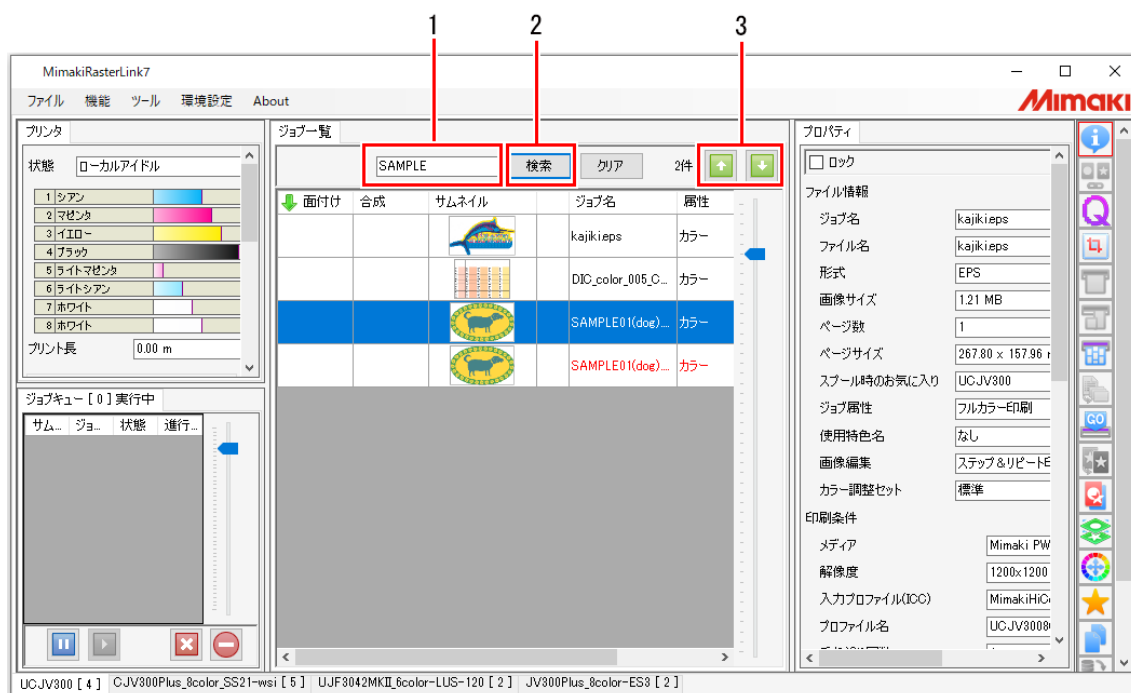 1 2 3
MimakiRasterLink7
ファイル 機能 ツール 環境設定 About
Mimaki
プリンタ
状態 ローカルアイドル
1 シアン
2 マゼンタ
3 イエロー
4 ブラック
5 ライトマゼンタ
6 ライトシアン
7 ホワイト
8 ホワイト
プリント長 0.00 m
ジョブキュー [ 0 ] 実行中
サム... ジョ... 状態 進行...
ジョブ一覧
SAMPLE 検索 クリア 2件
面付け 合成 サムネイル ジョブ名 属性
kajiki.eps カラー
DIC_color_005_C... カラー
SAMPLE01(dog)... カラー
SAMPLE01(dog)... カラー
プロパティ
ロック
ファイル情報
ジョブ名 kajiki.eps
ファイル名 kajiki.eps
形式 EPS
画像サイズ 1.21 MB
ページ数 1
ページサイズ 267.80 x 157.96
スプール時のお気に入り UCJV300
ジョブ属性 フルカラー印刷
使用特色名 なし
画像編集 ステップ&リピート
カラー調整セット 標準
印刷条件
メディア Mimaki PW
解像度 1200x1200
入力プロファイル(ICC) MimakiHiC
プロファイル名 UCJV3008
Q
GO
UCJV300 [ 4 ] CJV300Plus_8color_SS21-wsi [ 5 ] UJF3042MKII_6color-LUS-120 [ 2 ] JV300Plus_8color-ES3 [ 2 ]